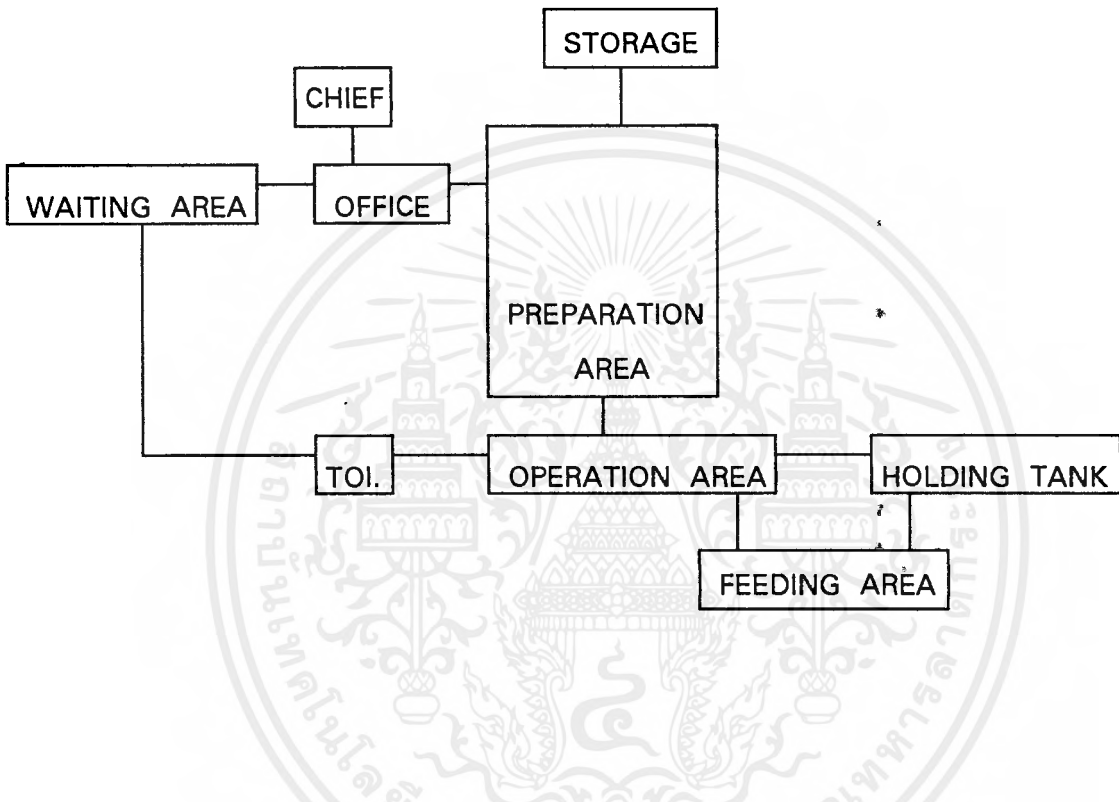 STORAGE
CHIEF
WAITING AREA
OFFICE
PREPARATION
AREA
TOI.
OPERATION AREA
HOLDING TANK
FEEDING AREA